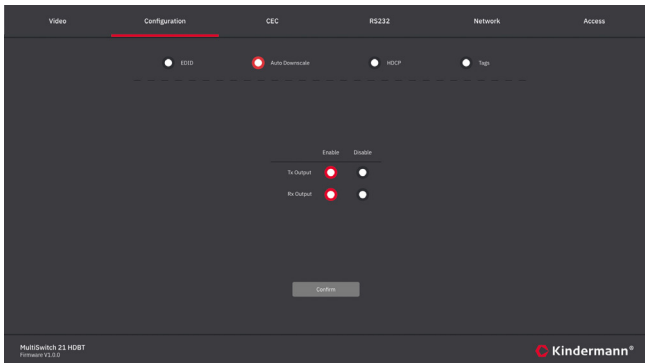 Video Configuration CEC RS232 Network Access
EDID Auto Downscale HDCP Tags
Enable Disable
Tx Output
Rx Output
Confirm
MultiSwitch 21 HDBT
Firmware V1.0.0
Kindermann®